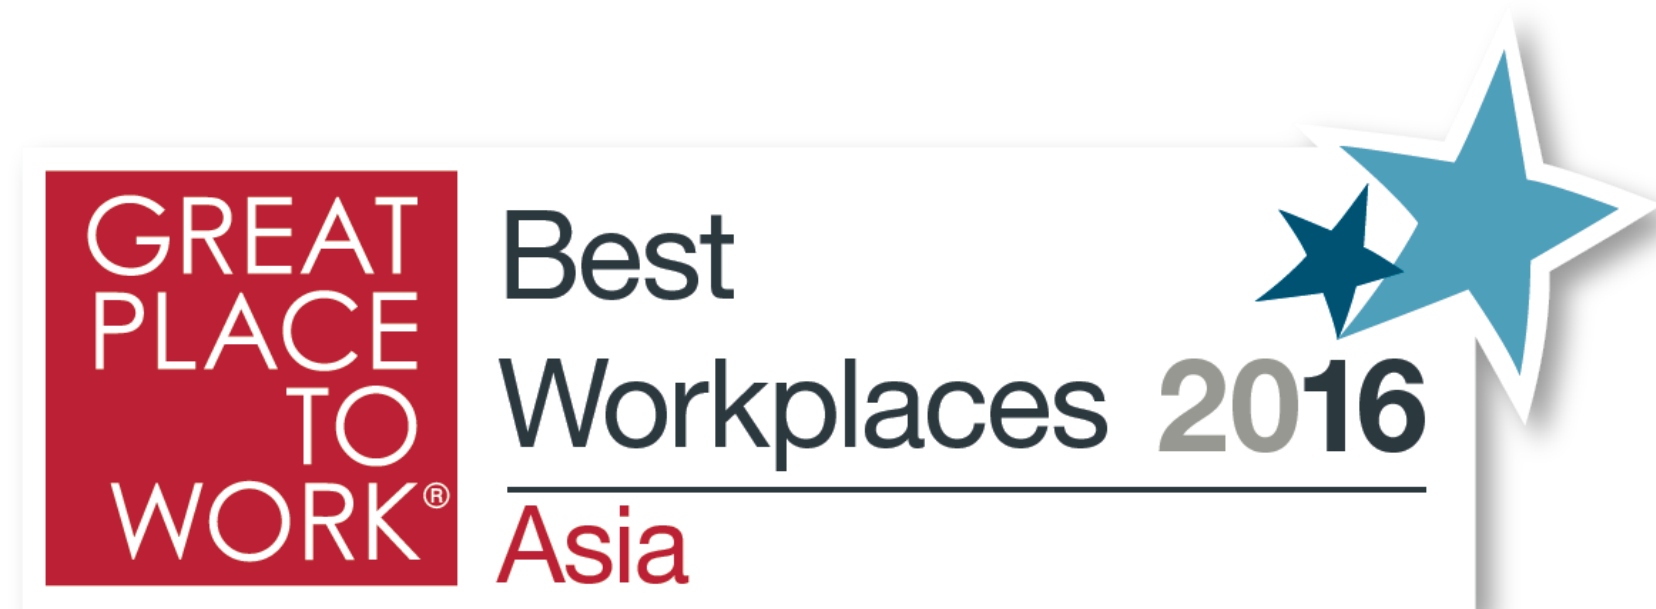 GREAT
PLACE
TO
WORK®
Best
Workplaces 2016
Asia